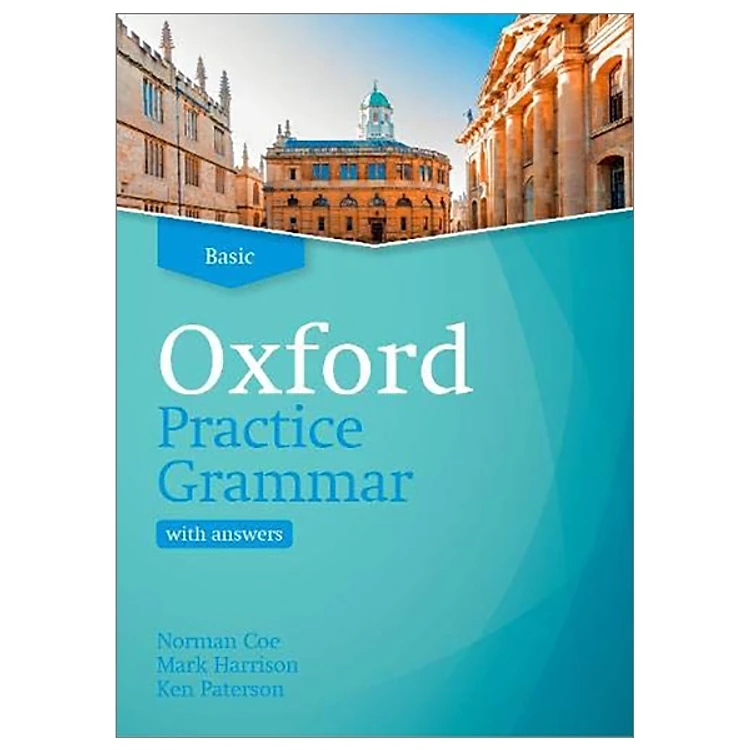 Basic
Oxford
Practice
Grammar
with answers
Norman Coe
Mark Harrison
Ken Paterson